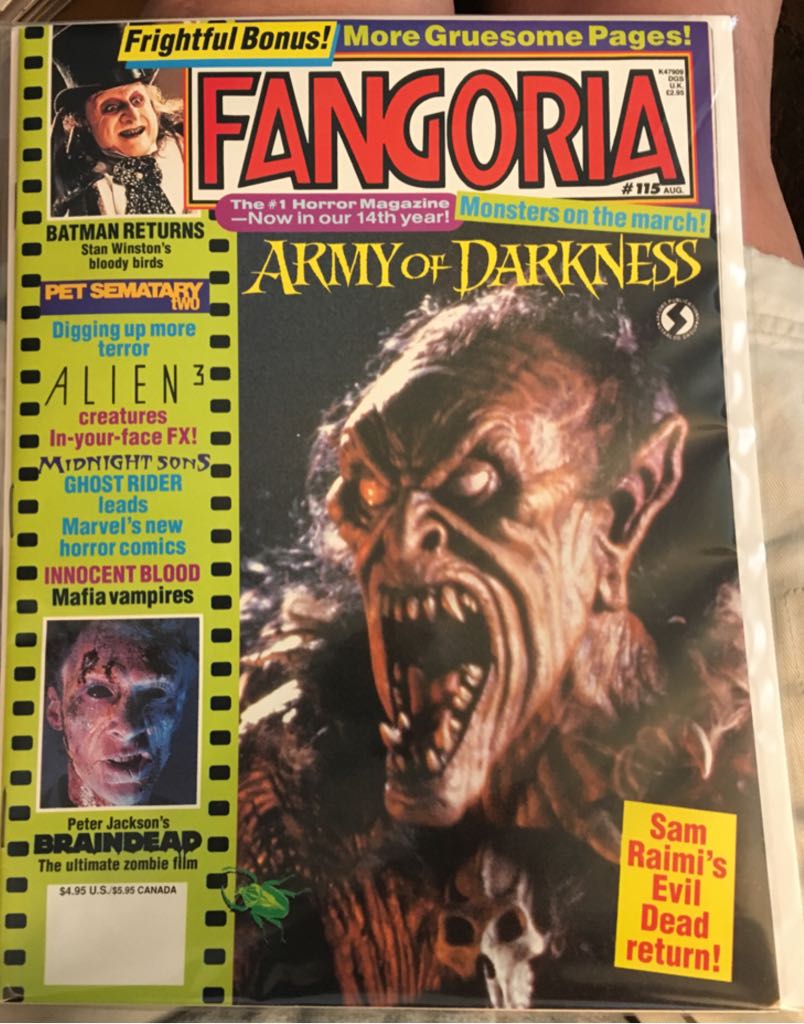 Frightful Bonus! More Gruesome Pages!
FANGORIA
K47909
DGS
U.K.
£2.95
#115 AUG.
The #1 Horror Magazine
—Now in our 14th year!
Monsters on the march!
BATMAN RETURNS
Stan Winston's
bloody birds
PET SEMATARY
TWO
Digging up more
terror
ALIEN³
creatures
In-your-face FX!
MIDNIGHT SONS
GHOST RIDER
leads
Marvel's new
horror comics
INNOCENT BLOOD
Mafia vampires
Peter Jackson's
BRAINDEAD
The ultimate zombie film
$4.95 U.S./$5.95 CANADA
ARMY OF DARKNESS
Sam
Raimi's
Evil
Dead
return!